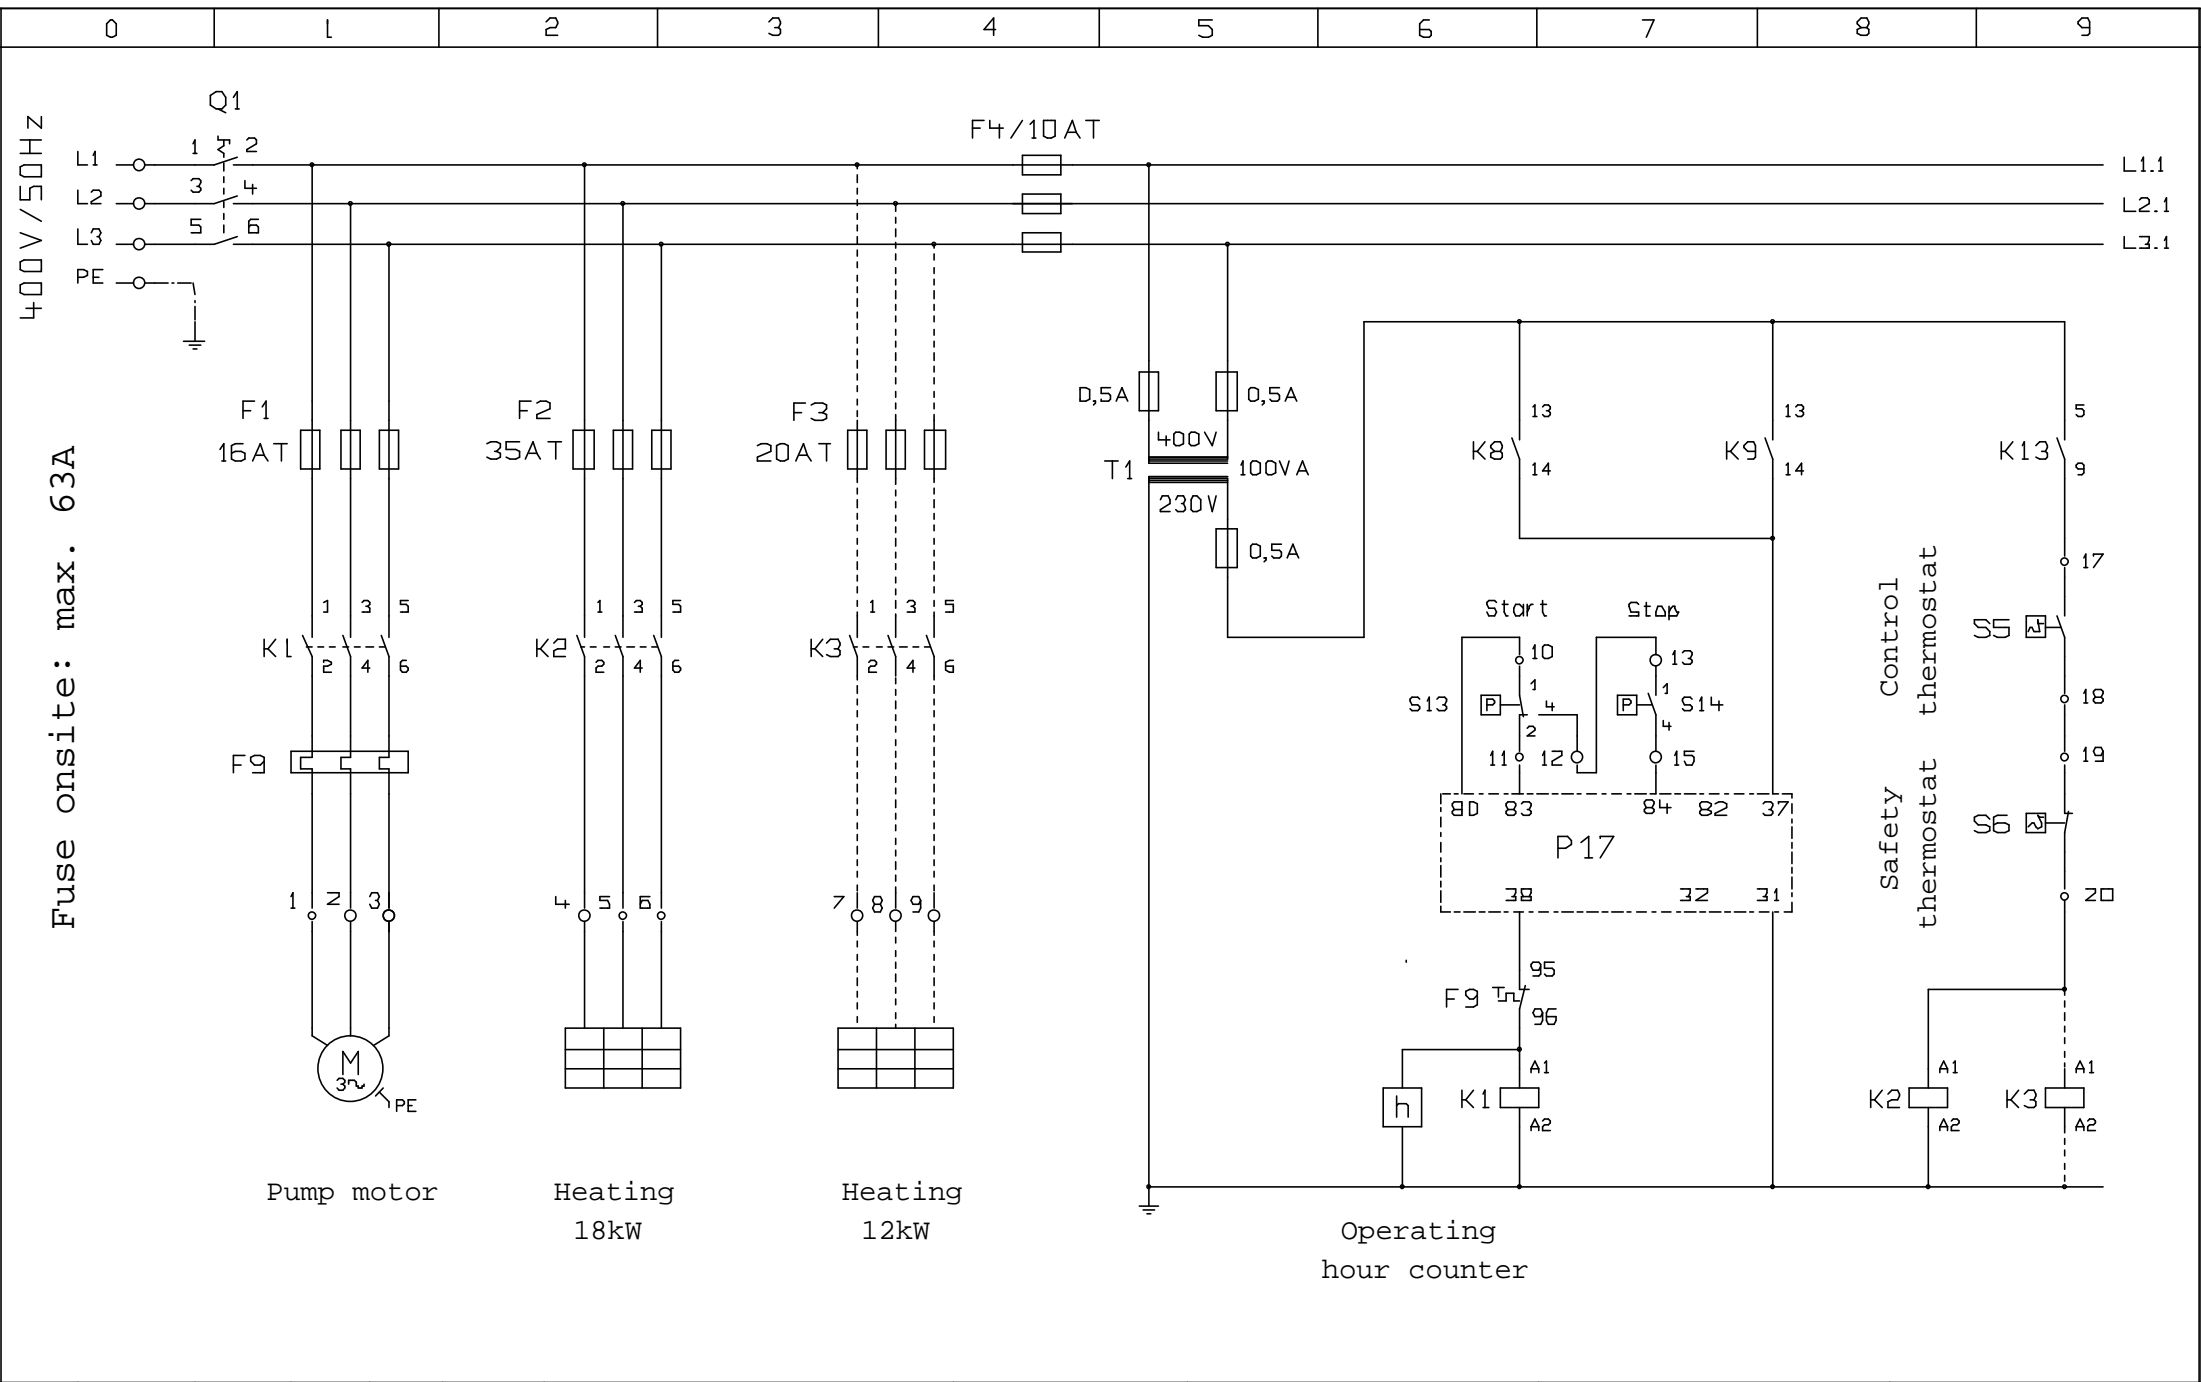 0 1 2 3 4 5 6 7 8 9
Q1
400V/50Hz
L1 1 2
L2 3 4
L3 5 6
PE
F4/10AT
L1.1
L2.1
L3.1
Fuse onsite: max. 63A
F1
16AT
F2
35AT
F3
20AT
0,5A
0,5A
400V
T1
100VA
230V
0,5A
13
K8
14
13
K9
14
5
K13
9
1 3 5
K1
2 4 6
1 3 5
K2
2 4 6
1 3 5
K3
2 4 6
F9
1 2 3
4 5 6
7 8 9
M
3
PE
Pump motor
Heating
18kW
Heating
12kW
Start
10
S13
P
1
4
2
11
12
Stop
13
1
P
S14
4
15
80 83 84 82 37
P17
38 32 31
95
F9
96
h
A1
K1
A2
Operating
hour counter
17
Control
thermostat
S5
18
19
Safety
thermostat
S6
20
A1
K2
A2
A1
K3
A2